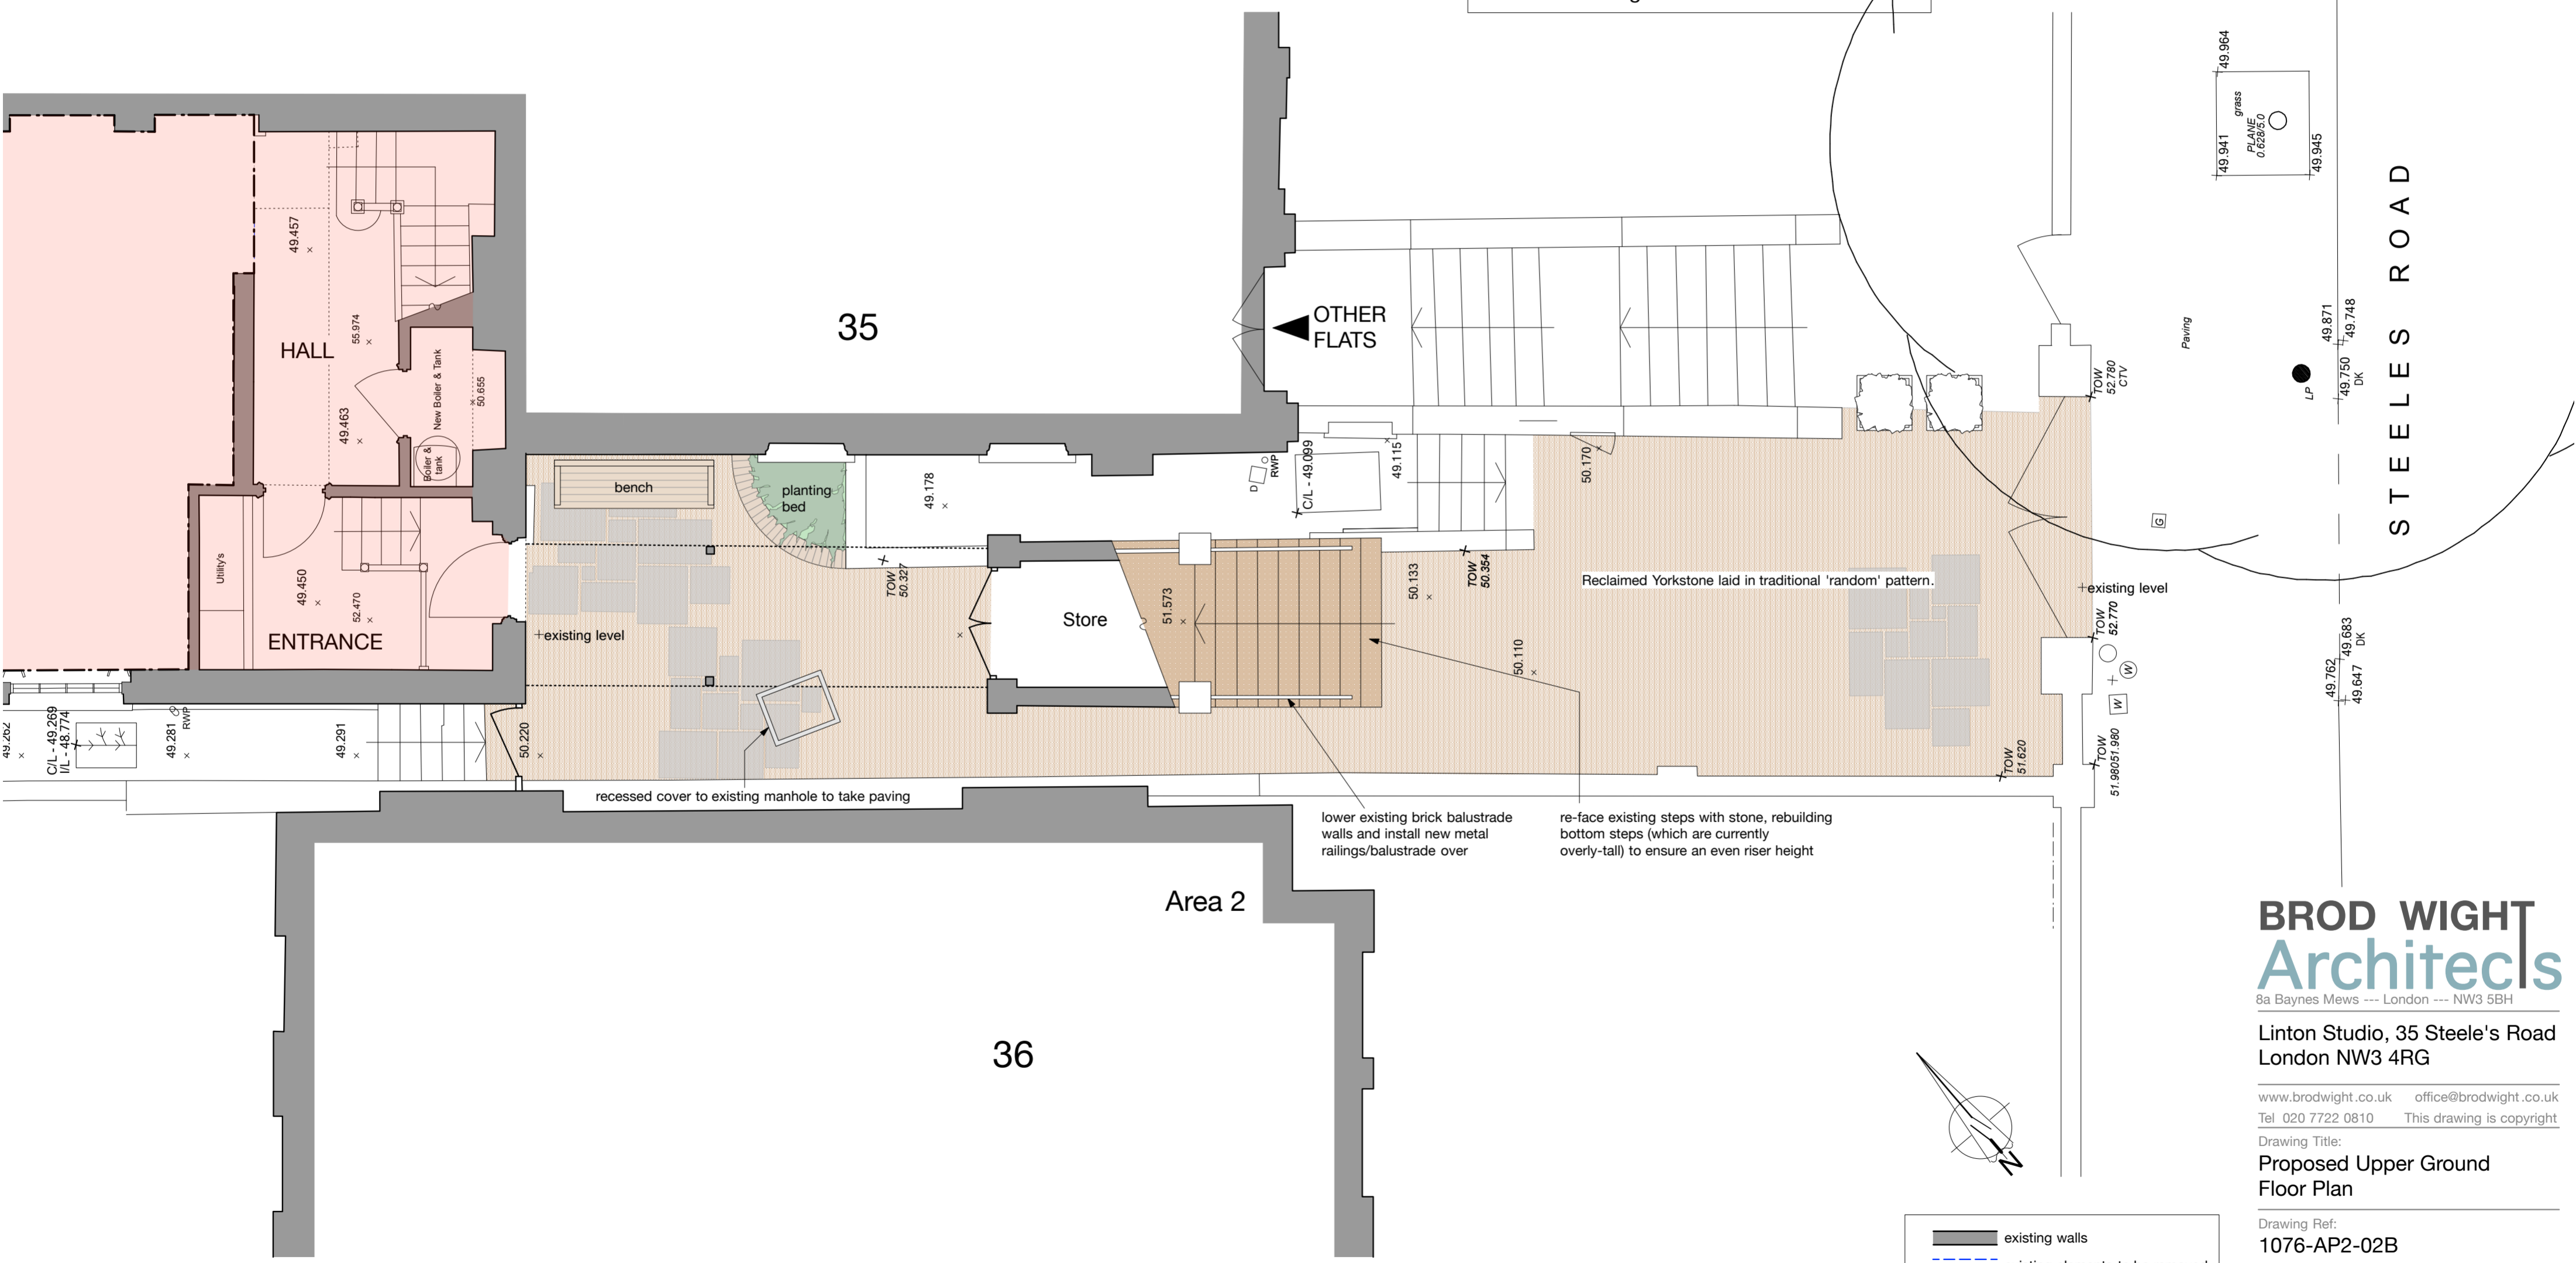 49.964
grass
PLANE
0.628/5.0
49.941
49.945
STEELES ROAD
49.457
35
OTHER
FLATS
55.974
HALL
New Boiler & Tank
50.655
49.463
Boiler &
tank
Paving
49.871
49.748
TOW
52.780
CTV
LP
49.750
DK
bench
planting
bed
49.178
D
RWP
C/L - 49.099
49.115
50.170
G
Utility's
49.450
52.470
ENTRANCE
existing level
TOW
50.327
Store
51.573
50.133
TOW
50.354
Reclaimed Yorkstone laid in traditional 'random' pattern.
existing level
TOW
52.770
50.110
49.683
DK
49.762
49.647
W
W
49.262
C/L - 49.269
I/L - 48.774
49.281
RWP
49.291
50.220
TOW
51.620
TOW
51.98051.980
recessed cover to existing manhole to take paving
lower existing brick balustrade
walls and install new metal
railings/balustrade over
re-face existing steps with stone, rebuilding
bottom steps (which are currently
overly-tall) to ensure an even riser height
Area 2
36
N
BROD WIGHT
Architects
8a Baynes Mews --- London --- NW3 5BH
Linton Studio, 35 Steele's Road
London NW3 4RG
www.brodwight.co.uk office@brodwight.co.uk
Tel 020 7722 0810 This drawing is copyright
Drawing Title:
Proposed Upper Ground
Floor Plan
Drawing Ref:
1076-AP2-02B
existing walls